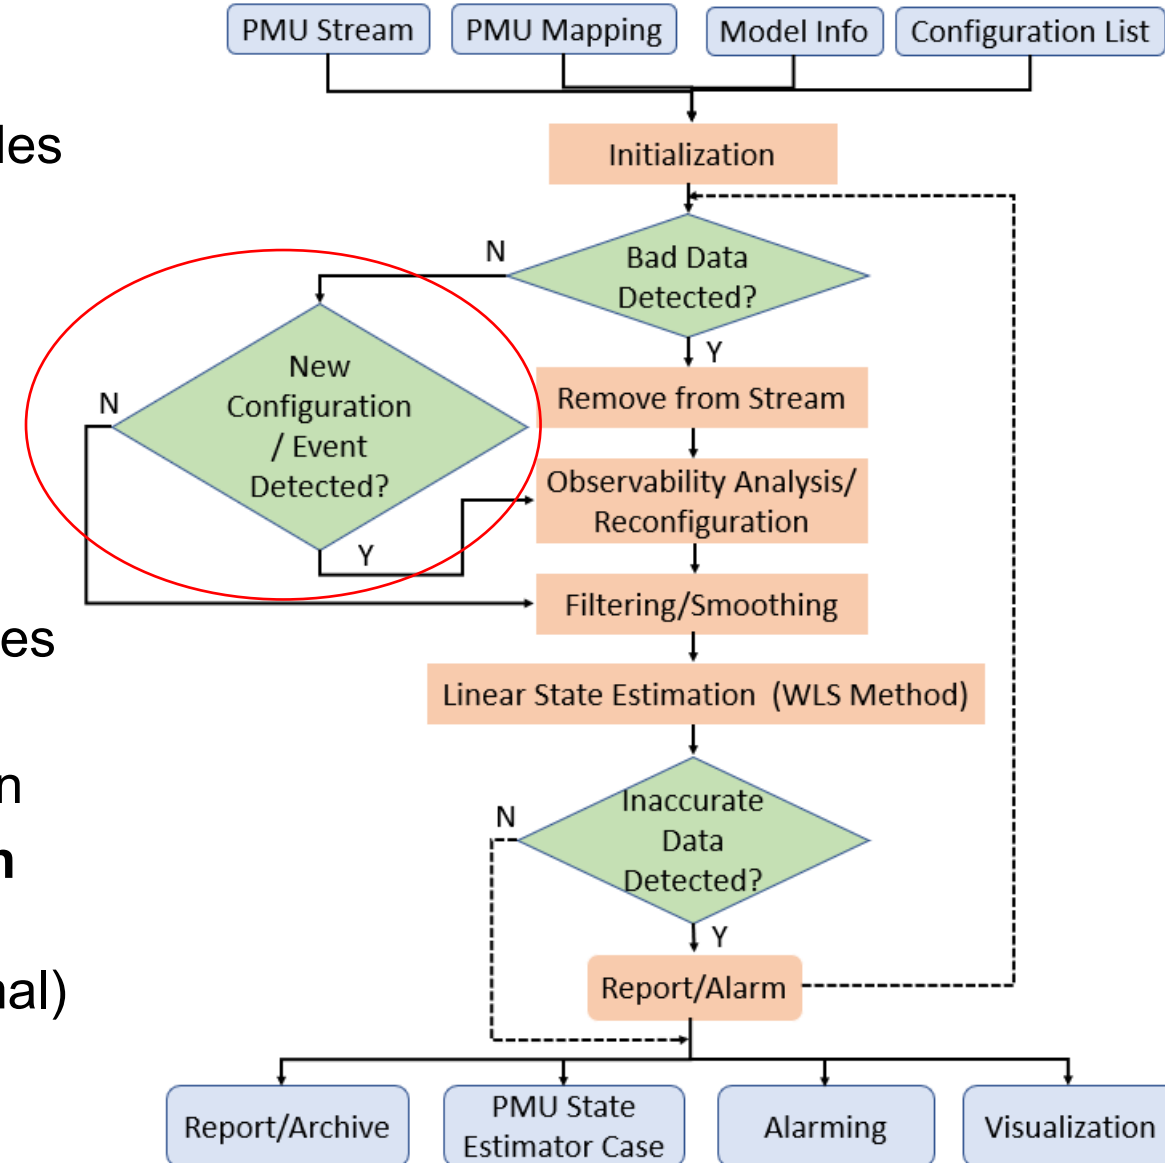 PMU Stream
PMU Mapping
Model Info
Configuration List
les
Initialization
N
Bad Data
Detected?
Y
New
Configuration
/ Event
Detected?
N
Y
Remove from Stream
Observability Analysis/
Reconfiguration
Filtering/Smoothing
es
Linear State Estimation  (WLS Method)
n
n
N
Inaccurate
Data
Detected?
Y
nal)
Report/Alarm
Report/Archive
PMU State
Estimator Case
Alarming
Visualization